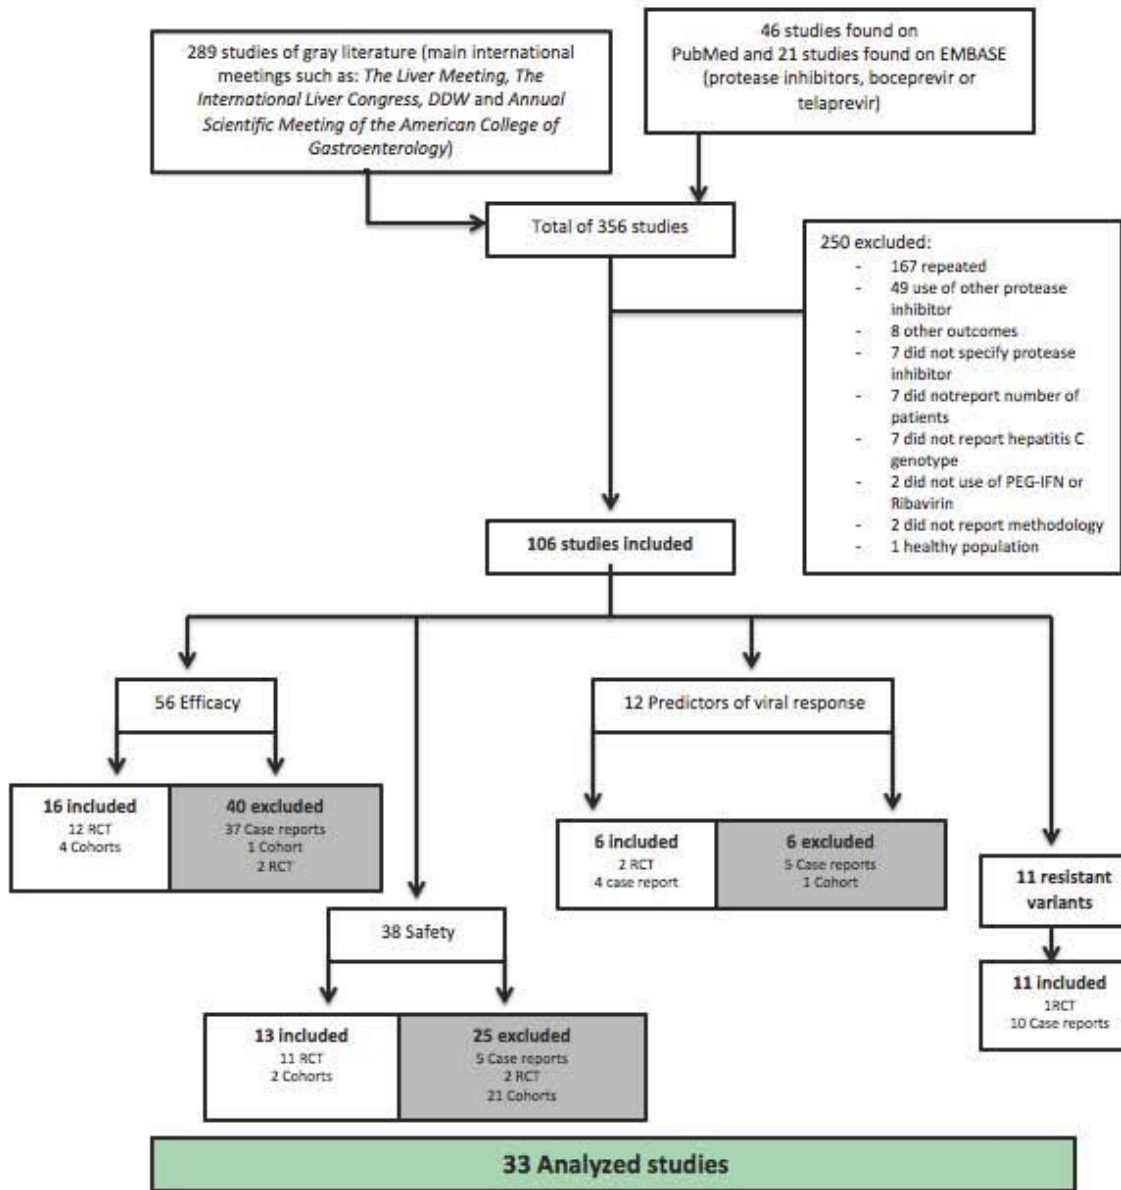 289 studies of gray literature (main international
meetings such as: The Liver Meeting, The
International Liver Congress, DDW and Annual
Scientific Meeting of the American College of
Gastroenterology)
46 studies found on
PubMed and 21 studies found on EMBASE
(protease inhibitors, boceprevir or
telaprevir)
Total of 356 studies
250 excluded:
- 167 repeated
- 49 use of other protease
inhibitor
- 8 other outcomes
- 7 did not specify protease
inhibitor
- 7 did notreport number of
patients
- 7 did not report hepatitis C
genotype
- 2 did not use of PEG-IFN or
Ribavirin
- 2 did not report methodology
- 1 healthy population
106 studies included
56 Efficacy
16 included
12 RCT
4 Cohorts
40 excluded
37 Case reports
1 Cohort
2 RCT
38 Safety
13 included
11 RCT
2 Cohorts
25 excluded
5 Case reports
2 RCT
21 Cohorts
12 Predictors of viral response
6 included
2 RCT
4 case report
6 excluded
5 Case reports
1 Cohort
11 resistant
variants
11 included
1RCT
10 Case reports
33 Analyzed studies